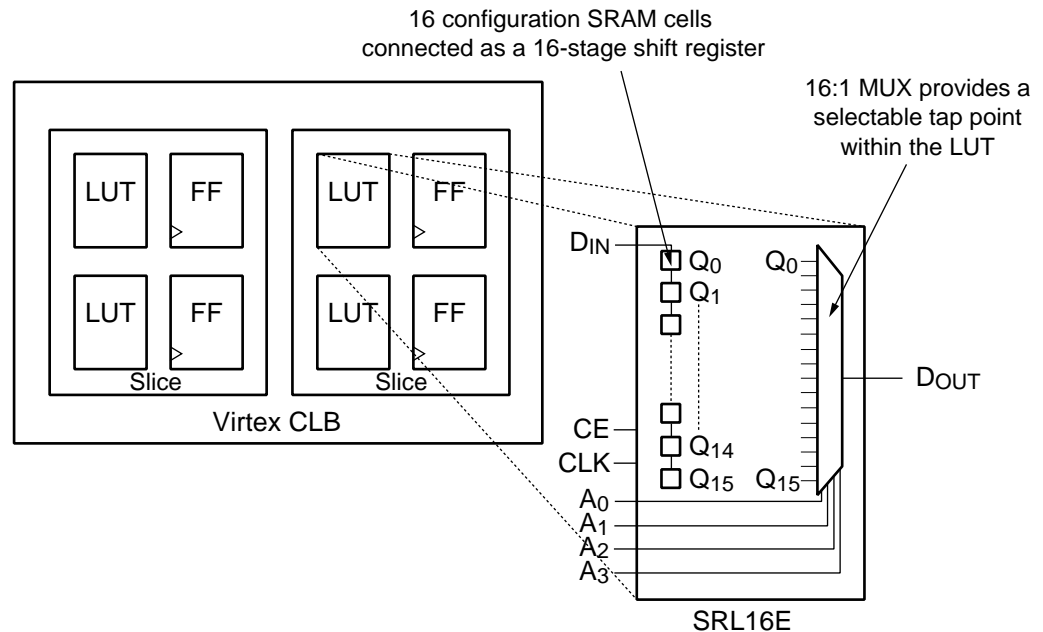 16 configuration SRAM cells
connected as a 16-stage shift register
16:1 MUX provides a
selectable tap point
within the LUT
LUT
FF
LUT
FF
LUT
FF
LUT
FF
Slice
Slice
Virtex CLB
DIN
Q0
Q0
Q1
DOUT
CE
Q14
CLK
Q15
Q15
A0
A1
A2
A3
SRL16E